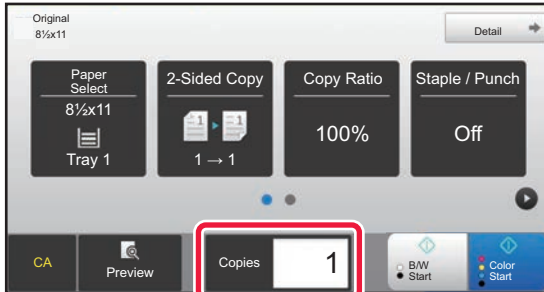 Original
8½x11
Detail
Paper
Select
8½x11
Tray 1
2-Sided Copy
1 → 1
Copy Ratio
100%
Staple / Punch
Off
CA
Preview
Copies
1
B/W
Start
Color
Start